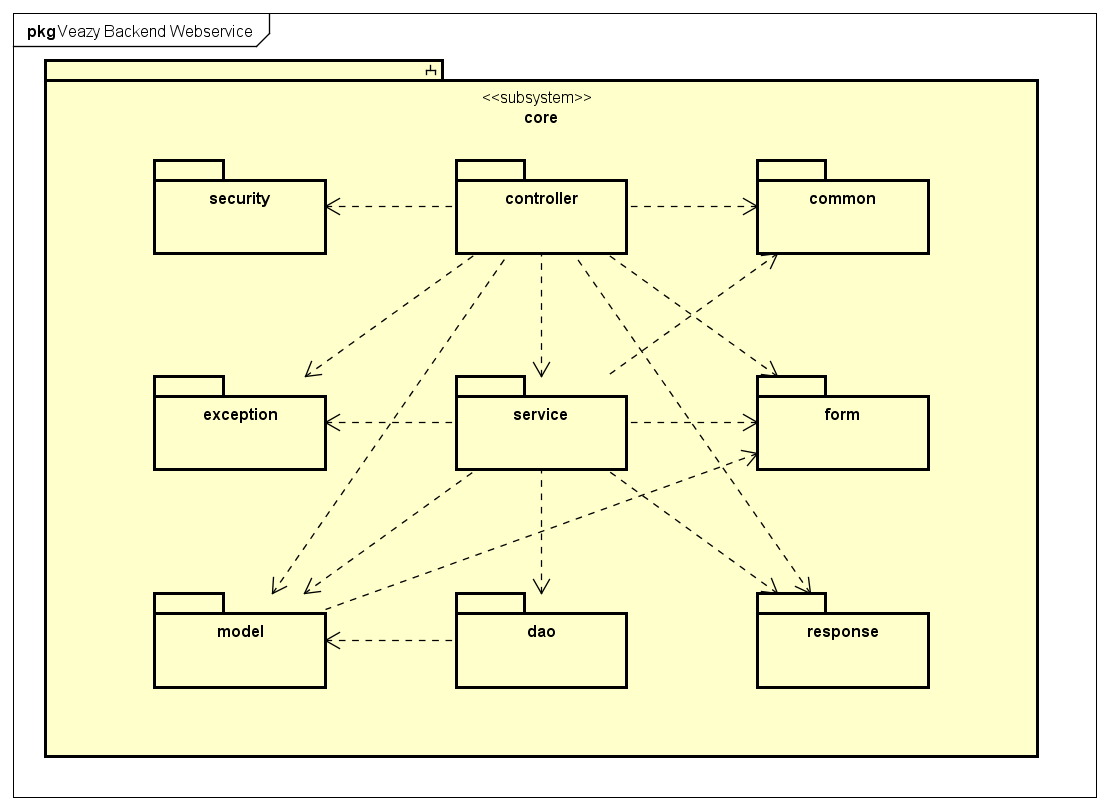 pkg Veazy Backend Webservice
<<subsystem>>
core
security
controller
common
exception
service
form
model
dao
response